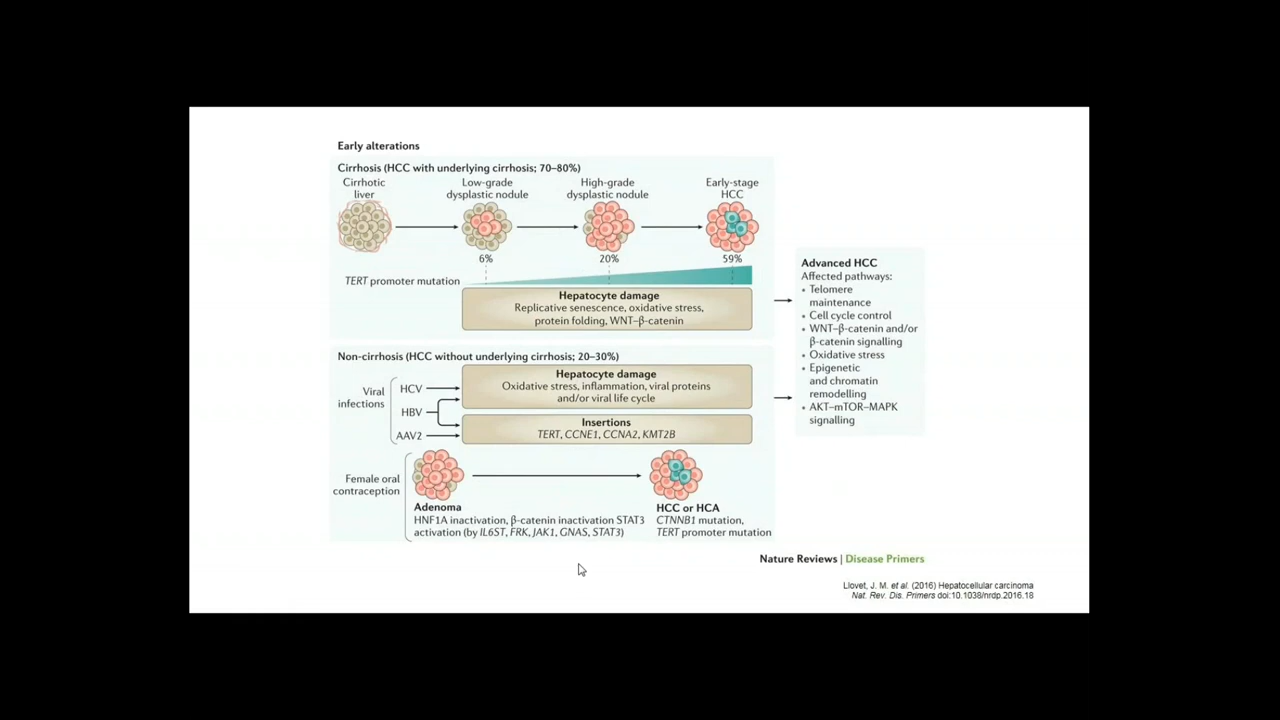 Early alterations
Cirrhosis (HCC with underlying cirrhosis; 70–80%)
Cirrhotic
liver
Low-grade
dysplastic nodule
High-grade
dysplastic nodule
Early-stage
HCC
6%
20%
59%
TERT promoter mutation
Hepatocyte damage
Replicative senescence, oxidative stress,
protein folding, WNT–β-catenin
Non-cirrhosis (HCC without underlying cirrhosis; 20–30%)
Viral
infections
HCV
HBV
AAV2
Hepatocyte damage
Oxidative stress, inflammation, viral proteins
and/or viral life cycle
Insertions
TERT, CCNE1, CCNA2, KMT2B
Female oral
contraception
Adenoma
HNF1A inactivation, β-catenin inactivation STAT3
activation (by IL6ST, FRK, JAK1, GNAS, STAT3)
HCC or HCA
CTNNB1 mutation,
TERT promoter mutation
Advanced HCC
Affected pathways:
• Telomere
maintenance
• Cell cycle control
• WNT–β-catenin and/or
β-catenin signalling
• Oxidative stress
• Epigenetic
and chromatin
remodelling
• AKT–mTOR–MAPK
signalling
Nature Reviews | Disease Primers
Llovet, J. M. et al. (2016) Hepatocellular carcinoma
Nat. Rev. Dis. Primers doi:10.1038/nrdp.2016.18